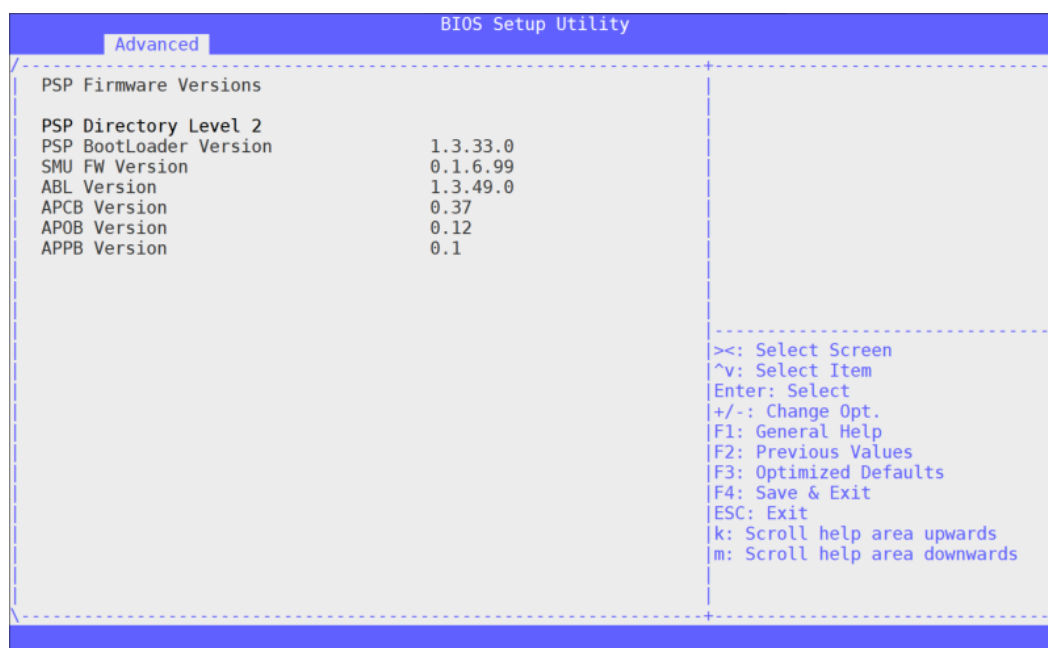 BIOS Setup Utility
Advanced
PSP Firmware Versions
PSP Directory Level 2
PSP BootLoader Version 1.3.33.0
SMU FW Version 0.1.6.99
ABL Version 1.3.49.0
APCB Version 0.37
APOB Version 0.12
APPB Version 0.1
><: Select Screen
^v: Select Item
Enter: Select
+/-: Change Opt.
F1: General Help
F2: Previous Values
F3: Optimized Defaults
F4: Save & Exit
ESC: Exit
k: Scroll help area upwards
m: Scroll help area downwards